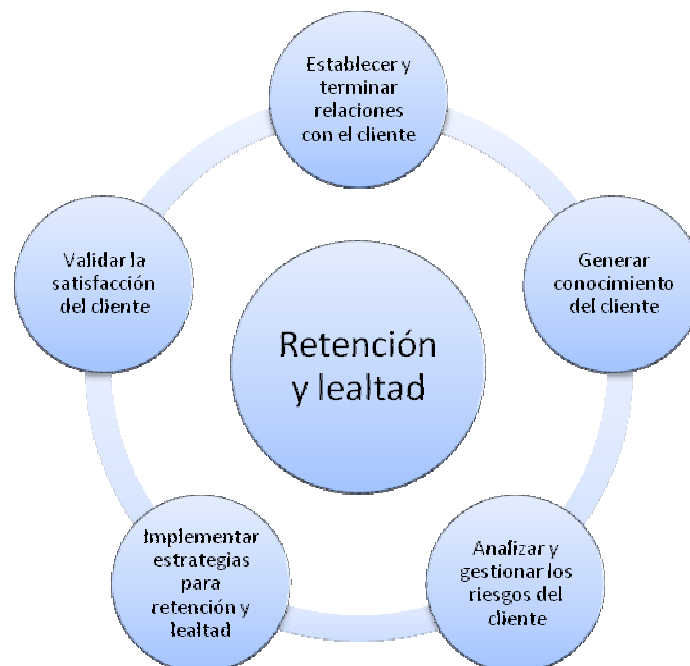 Establecer y
terminar
relaciones
con el cliente
Generar
conocimiento
del cliente
Analizar y
gestionar los
riesgos del
cliente
Implementar
estrategias
para
retención y
lealtad
Validar la
satisfacción
del cliente
Retención
y lealtad